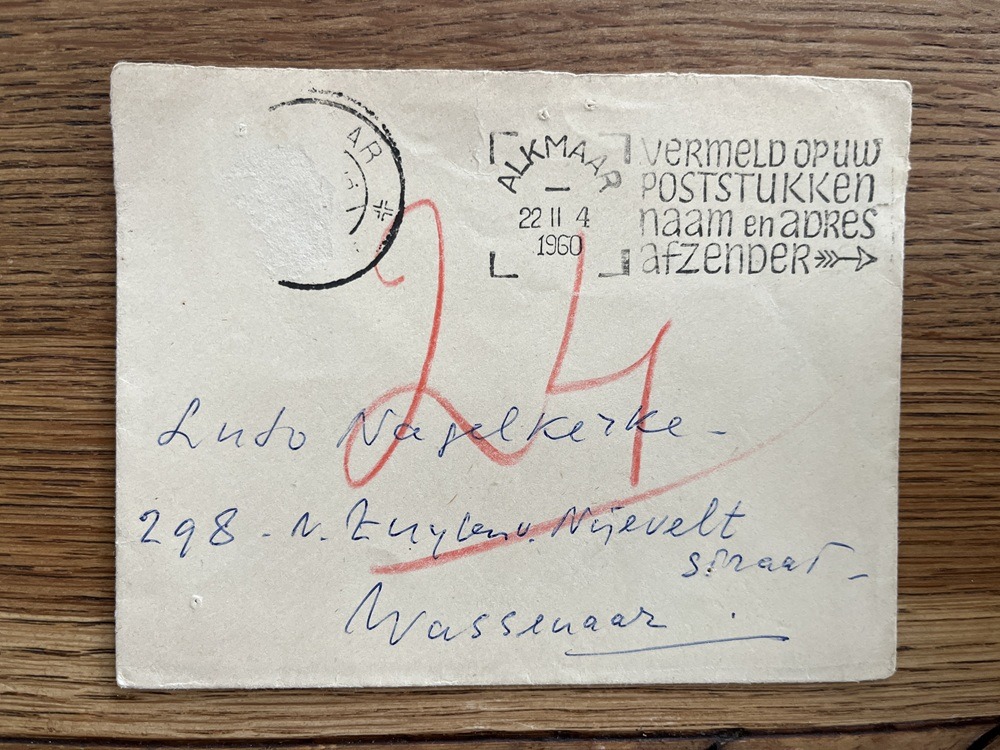 AR
ALKMAAR
22 II 4
1960
VERMELD OP UW
POSTSTUKKEN
NAAM en ADRES
AFZENDER
24
Ludo Nagelkerke -
298 - v. Zuylen v. Nijevelt
straat -
Wassenaar.